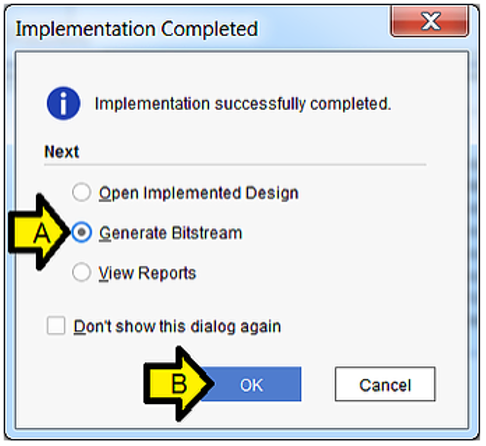 Implementation Completed
Implementation successfully completed.
Next
Open Implemented Design
A
Generate Bitstream
View Reports
Don't show this dialog again
B
OK
Cancel